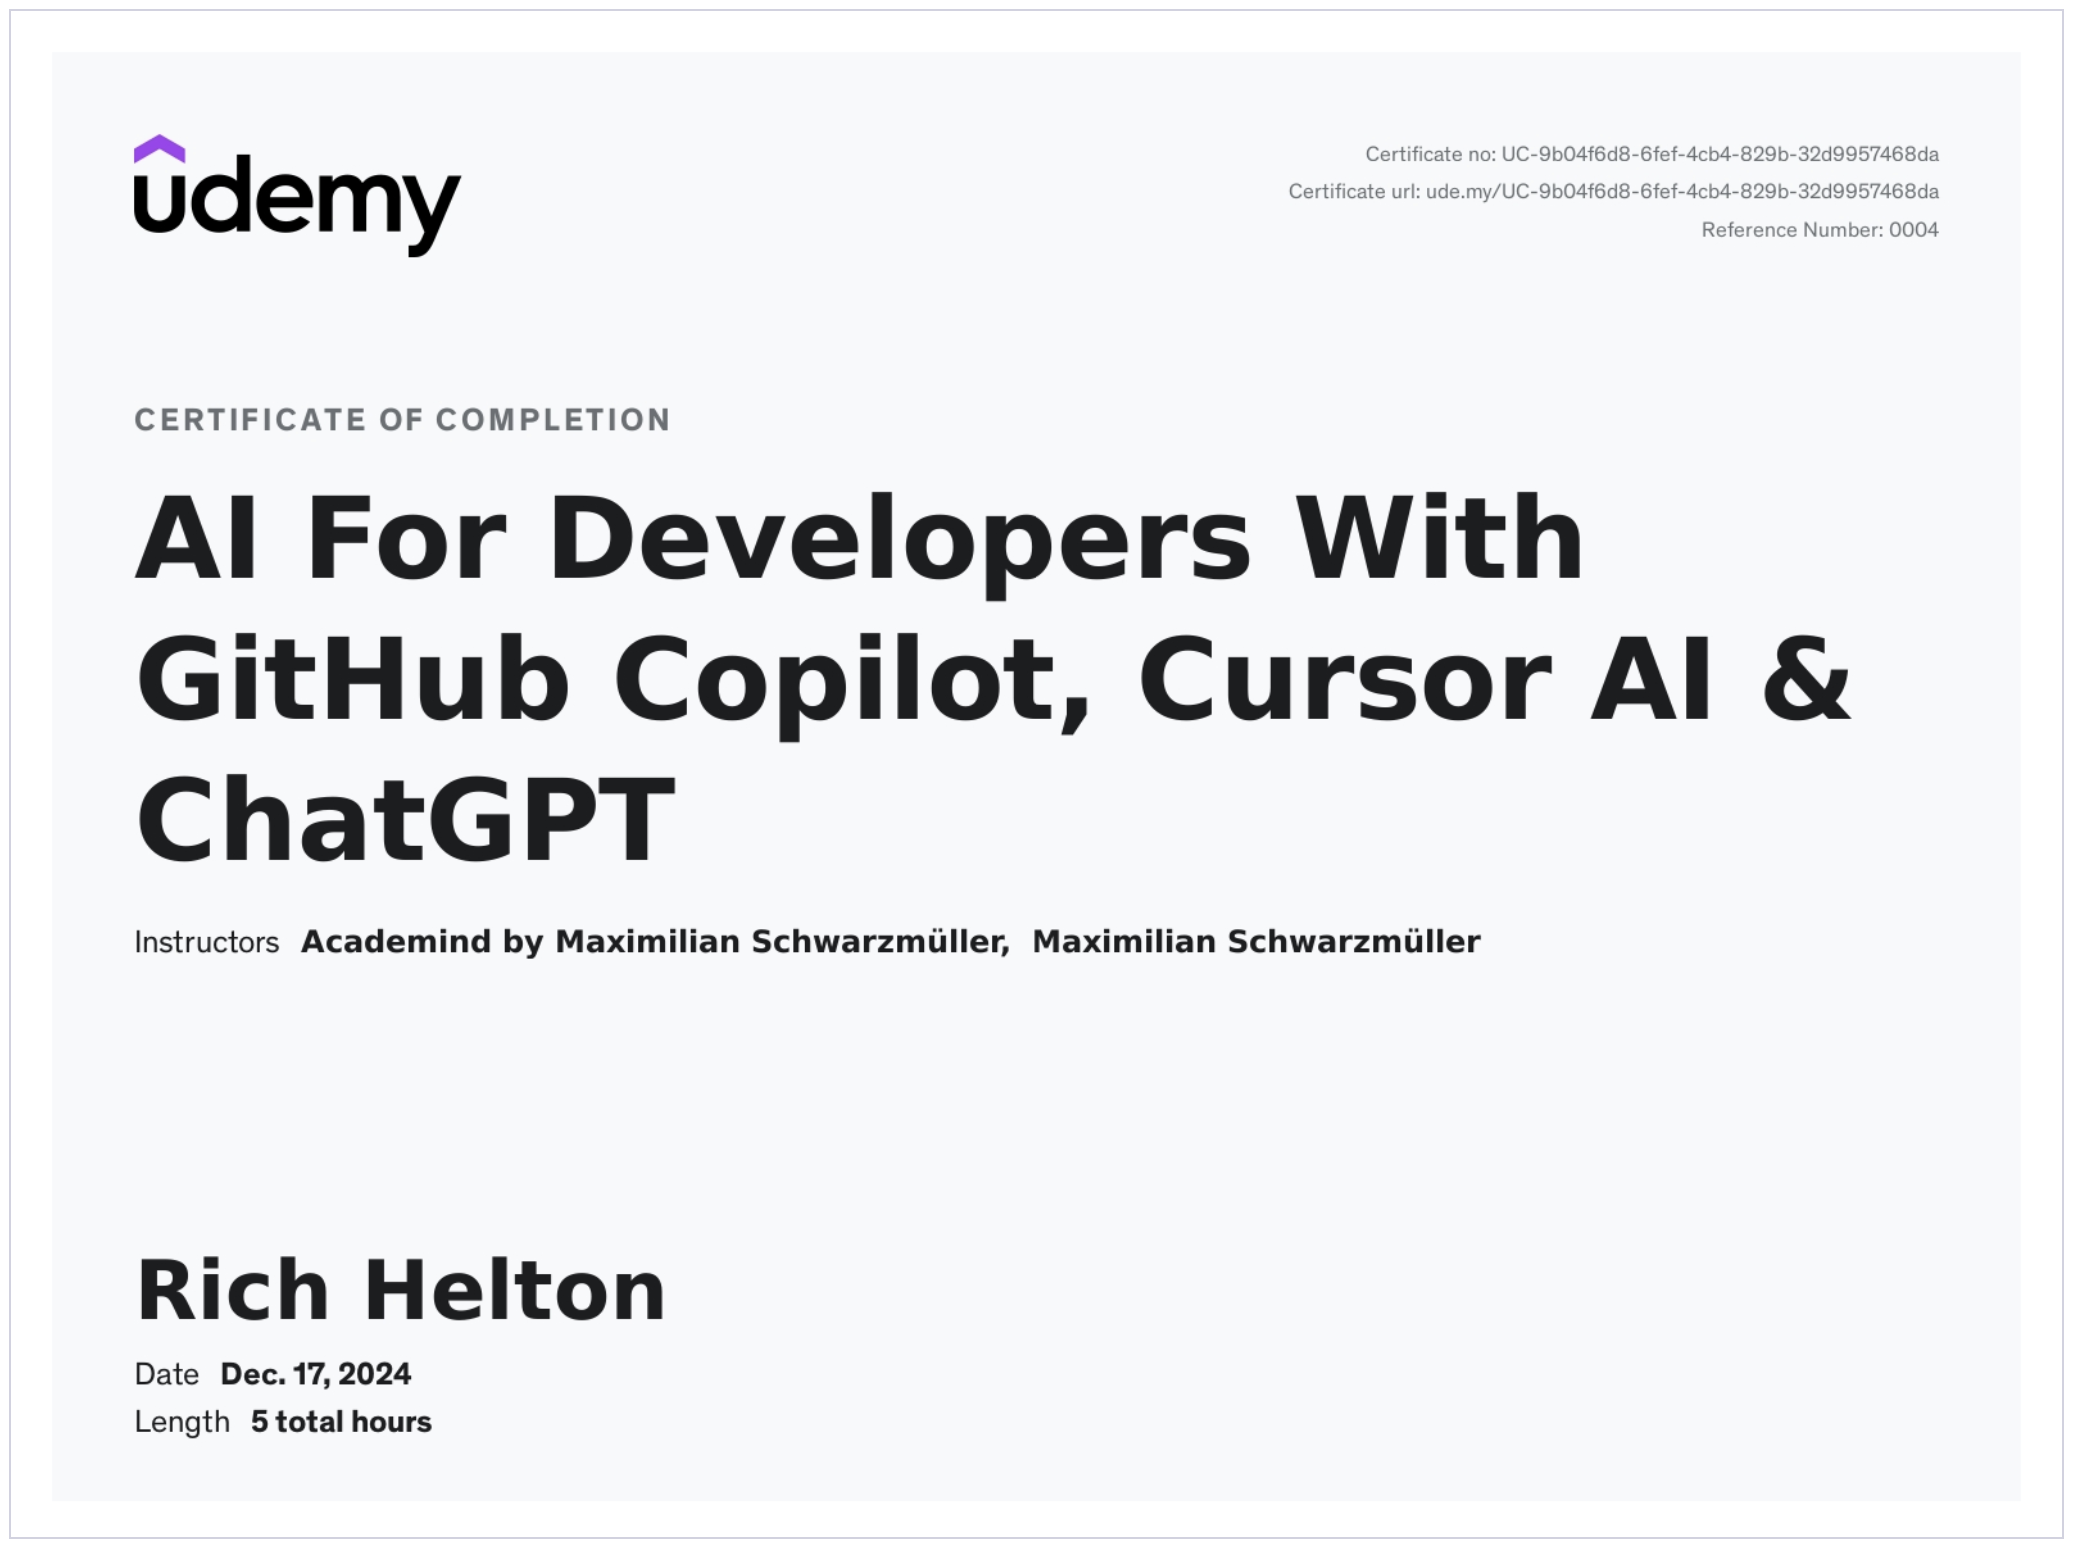 udemy
Certificate no: UC-9b04f6d8-6fef-4cb4-829b-32d9957468da
Certificate url: ude.my/UC-9b04f6d8-6fef-4cb4-829b-32d9957468da
Reference Number: 0004
CERTIFICATE OF COMPLETION
AI For Developers With
GitHub Copilot, Cursor AI &
ChatGPT
Instructors Academind by Maximilian Schwarzmüller, Maximilian Schwarzmüller
Rich Helton
Date Dec. 17, 2024
Length 5 total hours